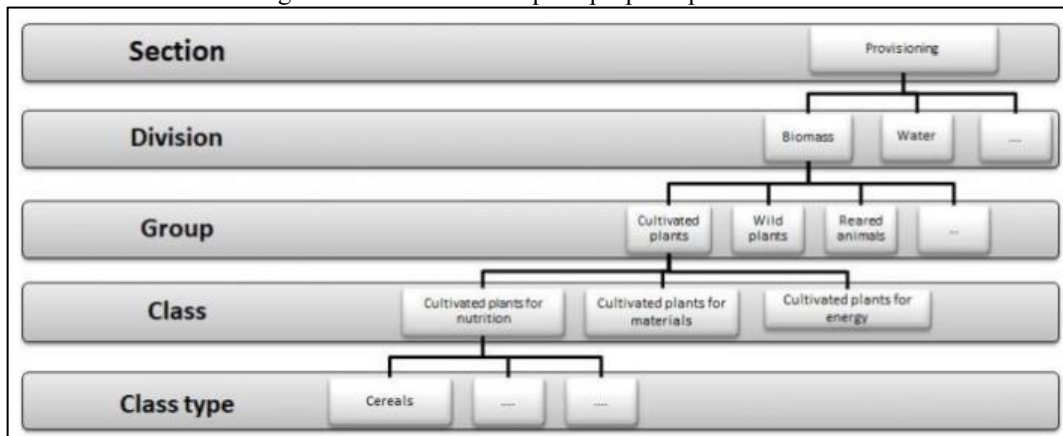 Section
Provisioning
Division
Biomass
Water
....
Group
Cultivated
plants
Wild
plants
Reared
animals
...
Class
Cultivated plants for
nutrition
Cultivated plants for
materials
Cultivated plants for
energy
Class type
Cereals
....
....